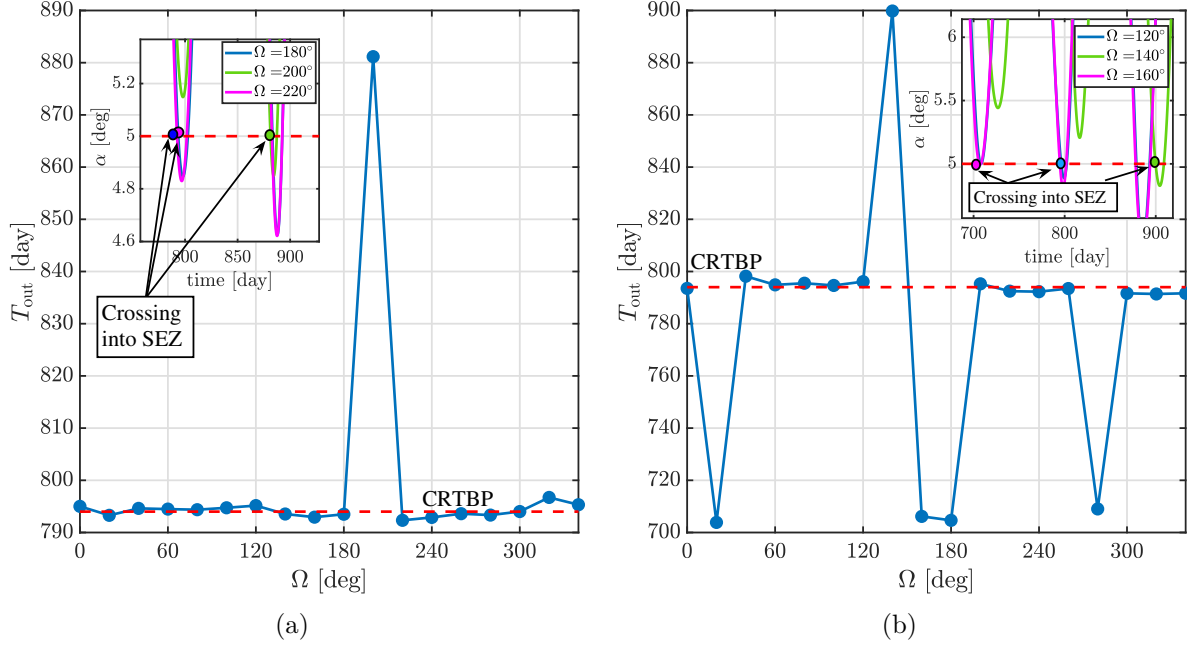 890
880
870
860
850
840
830
820
810
800
790
T_out [day]
0
60
120
180
240
300
Ω [deg]
5.2
5
4.8
4.6
α [deg]
800
850
900
time [day]
Ω =180°
Ω =200°
Ω =220°
Crossing
into SEZ
CRTBP
(a)
900
880
860
840
820
800
780
760
740
720
700
T_out [day]
0
60
120
180
240
300
Ω [deg]
6
5.5
5
α [deg]
700
800
900
time [day]
Ω =120°
Ω =140°
Ω =160°
Crossing into SEZ
CRTBP
(b)